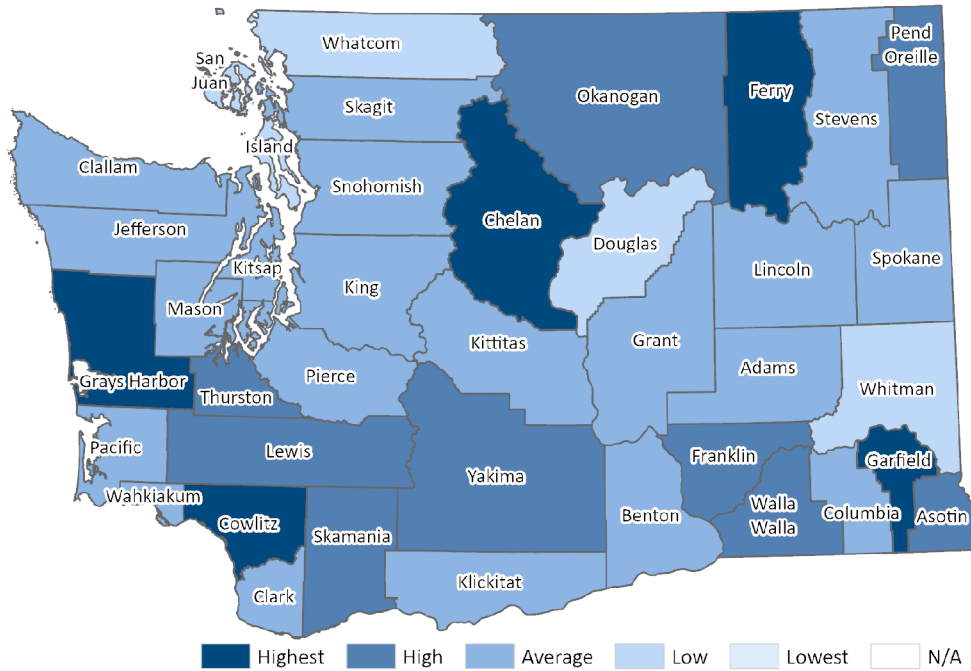 Whatcom
San
Juan
Skagit
Island
Snohomish
Clallam
Jefferson
Kitsap
Mason
King
Grays Harbor
Thurston
Pierce
Pacific
Lewis
Wahkiakum
Cowlitz
Skamania
Clark
Okanogan
Ferry
Stevens
Pend
Oreille
Chelan
Douglas
Lincoln
Spokane
Kittitas
Grant
Adams
Whitman
Yakima
Franklin
Garfield
Benton
Walla
Walla
Columbia
Asotin
Klickitat
Highest
High
Average
Low
Lowest
N/A